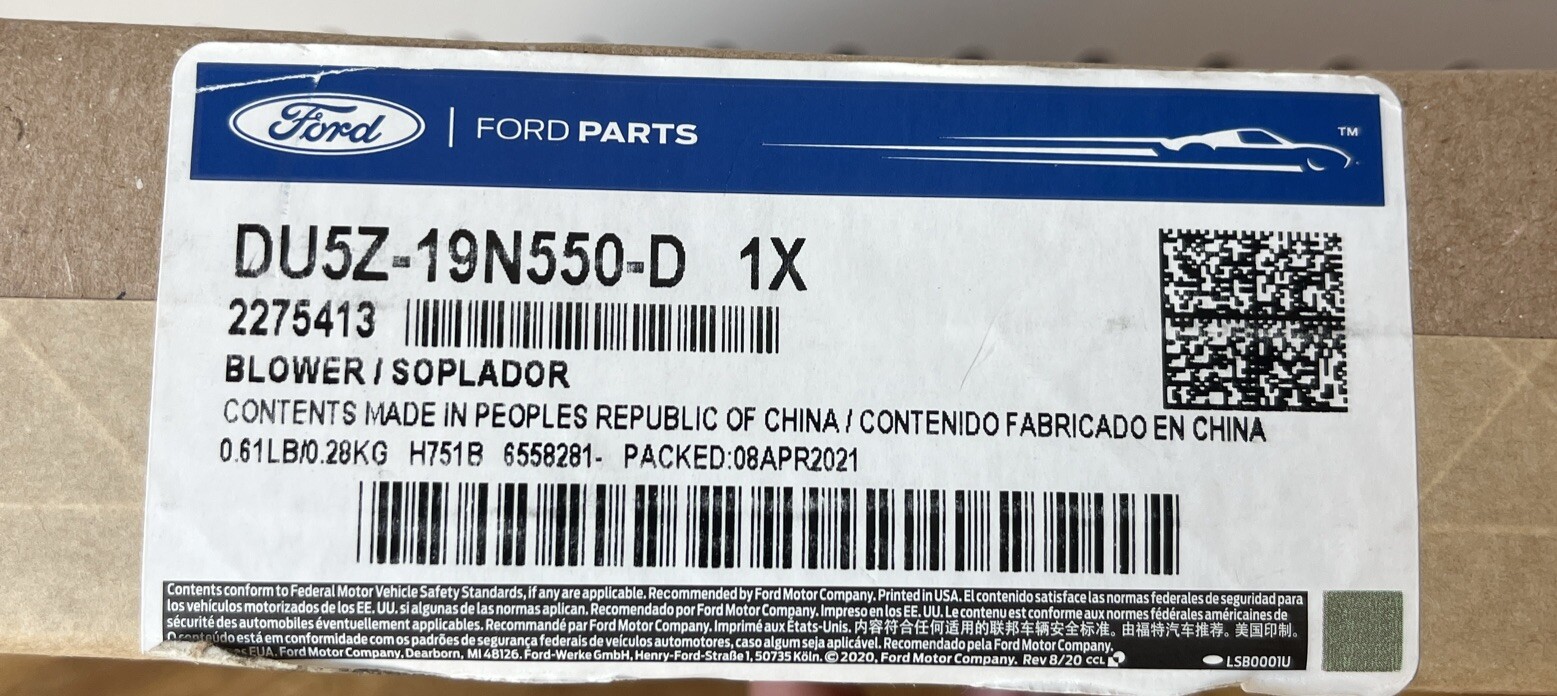 Ford | FORD PARTS
TM
DU5Z-19N550-D 1X
2275413
BLOWER / SOPLADOR
CONTENTS MADE IN PEOPLES REPUBLIC OF CHINA / CONTENIDO FABRICADO EN CHINA
0.61LB/0.28KG H751B 6558281- PACKED:08APR2021
Contents conform to Federal Motor Vehicle Safety Standards, if any are applicable. Recommended by Ford Motor Company. Printed in USA. El contenido satisface las normas federales de seguridad para
los vehículos motorizados de los EE. UU. si algunas de las normas aplican. Recomendado por Ford Motor Company. Impreso en los EE. UU. Le contenu est conforme aux normes fédérales américaines de
sécurité des automobiles éventuellement applicables. Recommandé par Ford Motor Company. Imprimé aux États-Unis. 内容符合任何适用的联邦车辆安全标准。由福特汽车推荐。美国印制。
O conteúdo está em conformidade com os padrões de segurança federais de veículos automotores, caso algum seja aplicável. Recomendado pela Ford Motor Company.
EUA. Ford Motor Company, Dearborn, MI 48126. Ford-Werke GmbH, Henry-Ford-Straße 1, 50735 Köln. © 2020, Ford Motor Company. Rev 8/20 CCL
LSB0001U